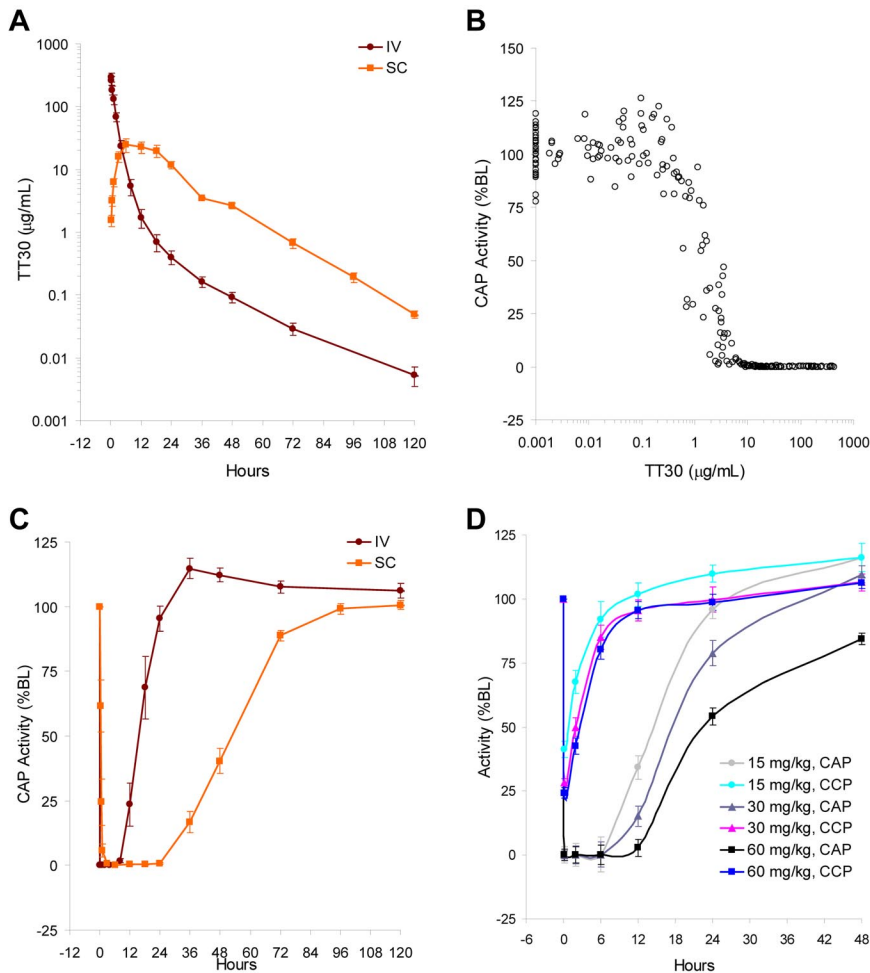 A
IV
SC
1000
100
10
1
0.1
0.01
0.001
TT30 (µg/mL)
-12 0 12 24 36 48 60 72 84 96 108 120
Hours
B
150
125
100
75
50
25
0
-25
CAP Activity (%BL)
0.001 0.01 0.1 1 10 100 1000
TT30 (µg/mL)
C
IV
SC
125
100
75
50
25
0
-25
CAP Activity (%BL)
-12 0 12 24 36 48 60 72 84 96 108 120
Hours
D
125
100
75
50
25
0
-25
Activity (%BL)
15 mg/kg, CAP
15 mg/kg, CCP
30 mg/kg, CAP
30 mg/kg, CCP
60 mg/kg, CAP
60 mg/kg, CCP
-6 0 6 12 18 24 30 36 42 48
Hours